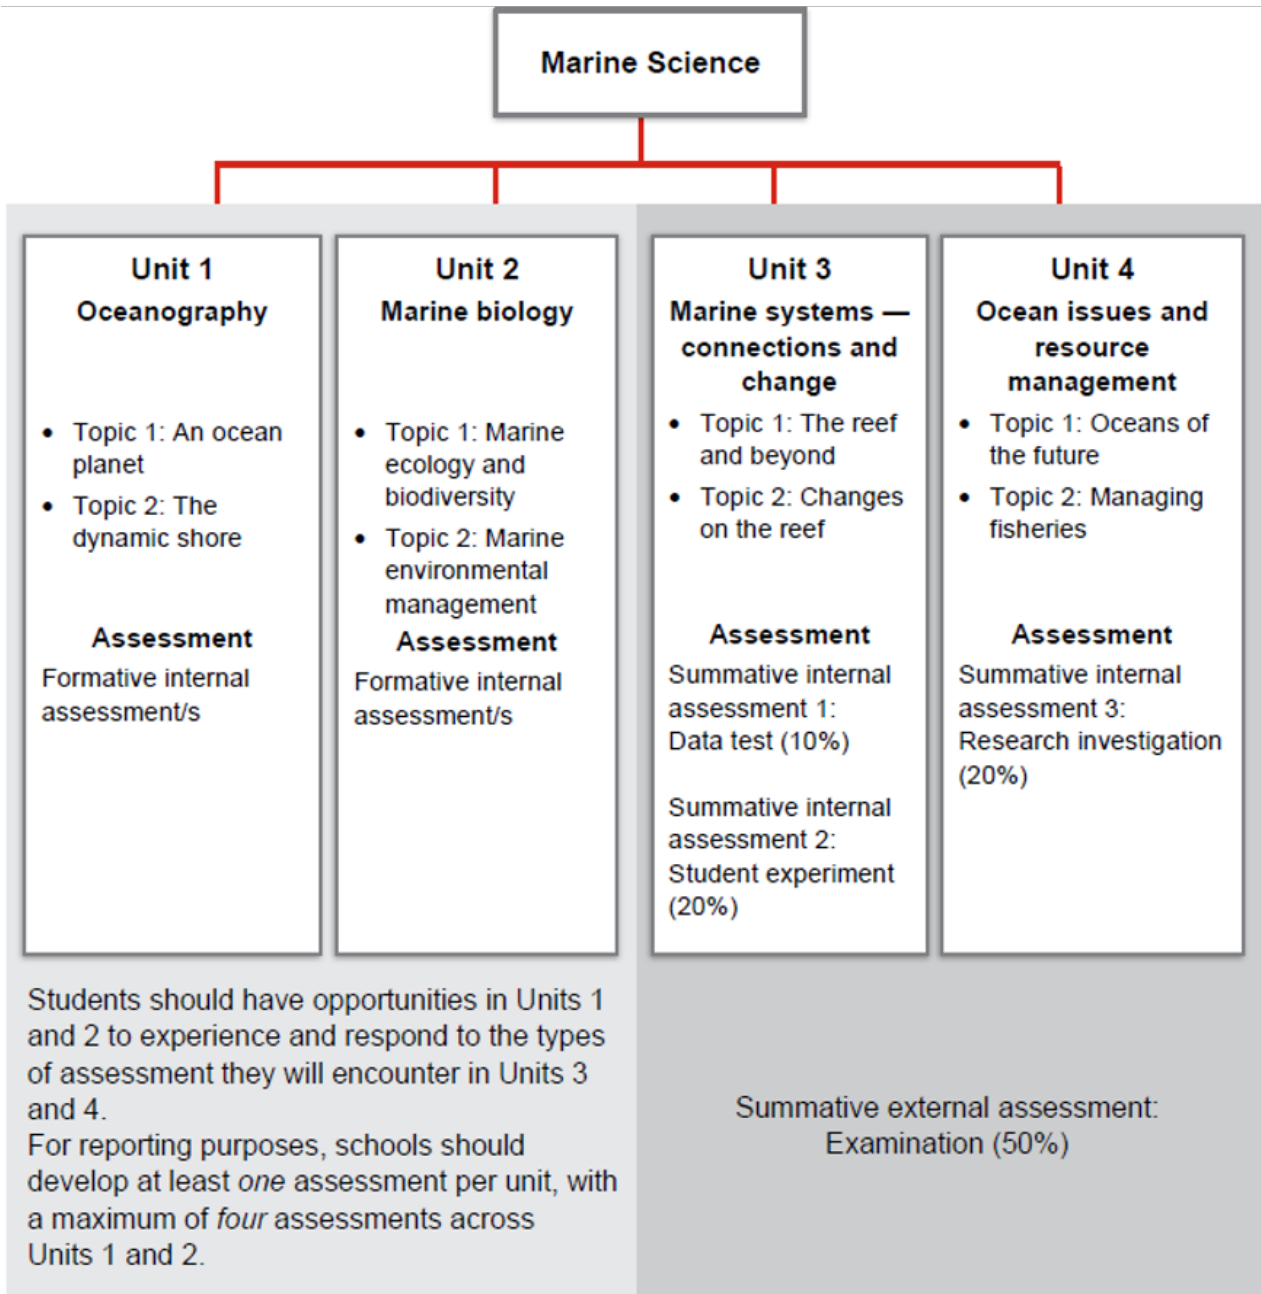 Marine Science
Unit 1
Oceanography
• Topic 1: An ocean
planet
• Topic 2: The
dynamic shore
Assessment
Formative internal
assessment/s
Unit 2
Marine biology
• Topic 1: Marine
ecology and
biodiversity
• Topic 2: Marine
environmental
management
Assessment
Formative internal
assessment/s
Unit 3
Marine systems —
connections and
change
• Topic 1: The reef
and beyond
• Topic 2: Changes
on the reef
Assessment
Summative internal
assessment 1:
Data test (10%)
Summative internal
assessment 2:
Student experiment
(20%)
Unit 4
Ocean issues and
resource
management
• Topic 1: Oceans of
the future
• Topic 2: Managing
fisheries
Assessment
Summative internal
assessment 3:
Research investigation
(20%)
Students should have opportunities in Units 1
and 2 to experience and respond to the types
of assessment they will encounter in Units 3
and 4.
For reporting purposes, schools should
develop at least one assessment per unit, with
a maximum of four assessments across
Units 1 and 2.
Summative external assessment:
Examination (50%)